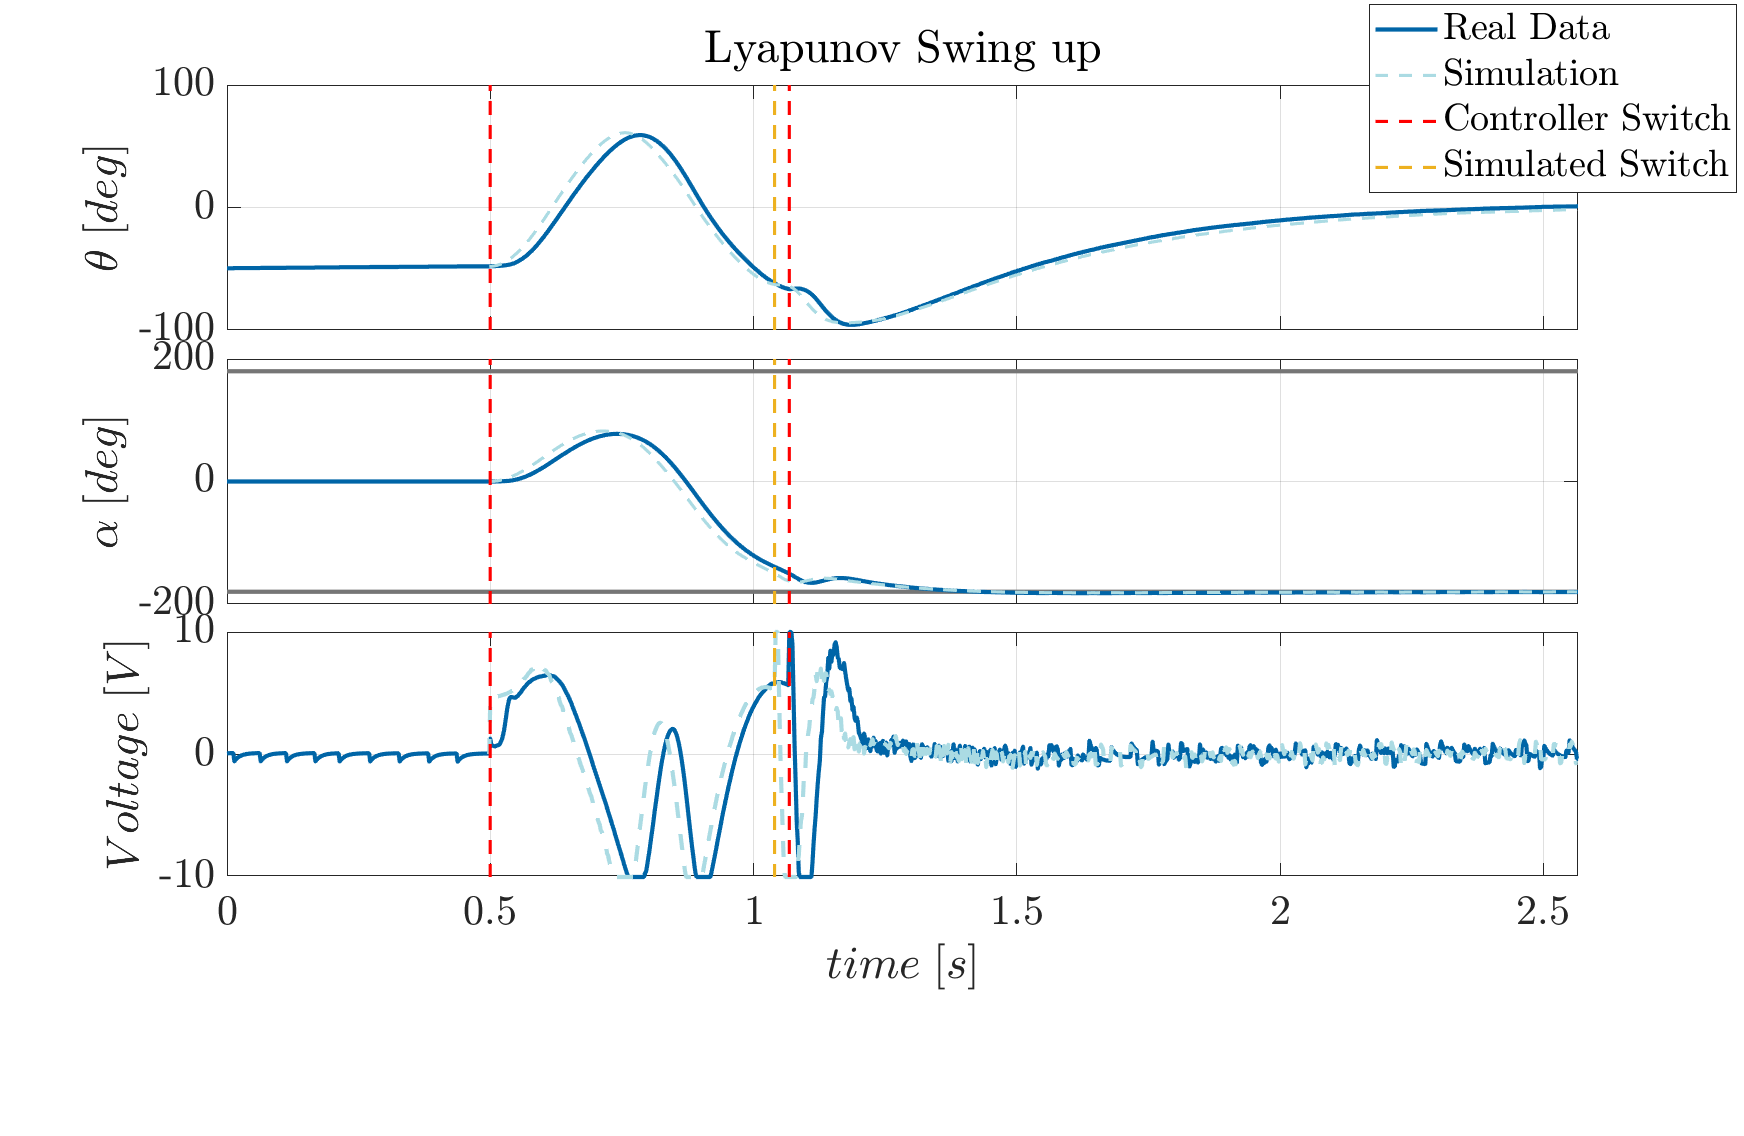 Lyapunov Swing up
Real Data
Simulation
Controller Switch
Simulated Switch
100
0
-100
θ [deg]
200
0
-200
α [deg]
10
0
-10
Voltage [V]
0 0.5 1 1.5 2 2.5
time [s]